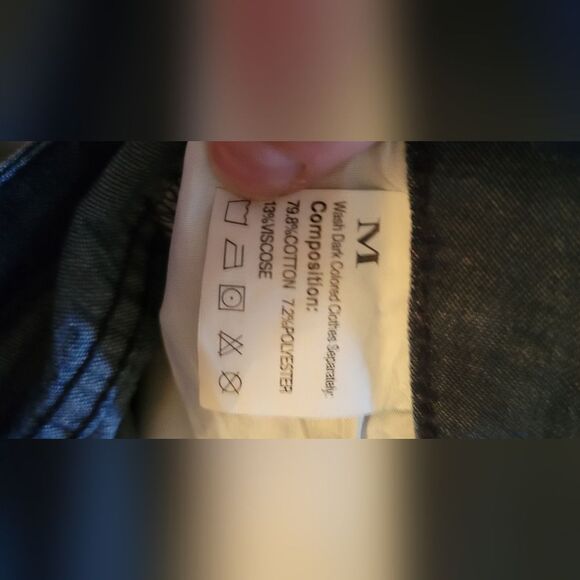 M
Wash Dark Colored Clothes Separately:
Composition:
79.8%COTTON 7.2%POLYESTER
13%VISCOSE